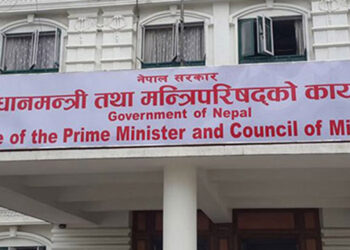 नेपाल सरकार
धानमन्त्री तथा मन्त्रिपरिषद्को कार
Government of Nepal
e of the Prime Minister and Council of Mi